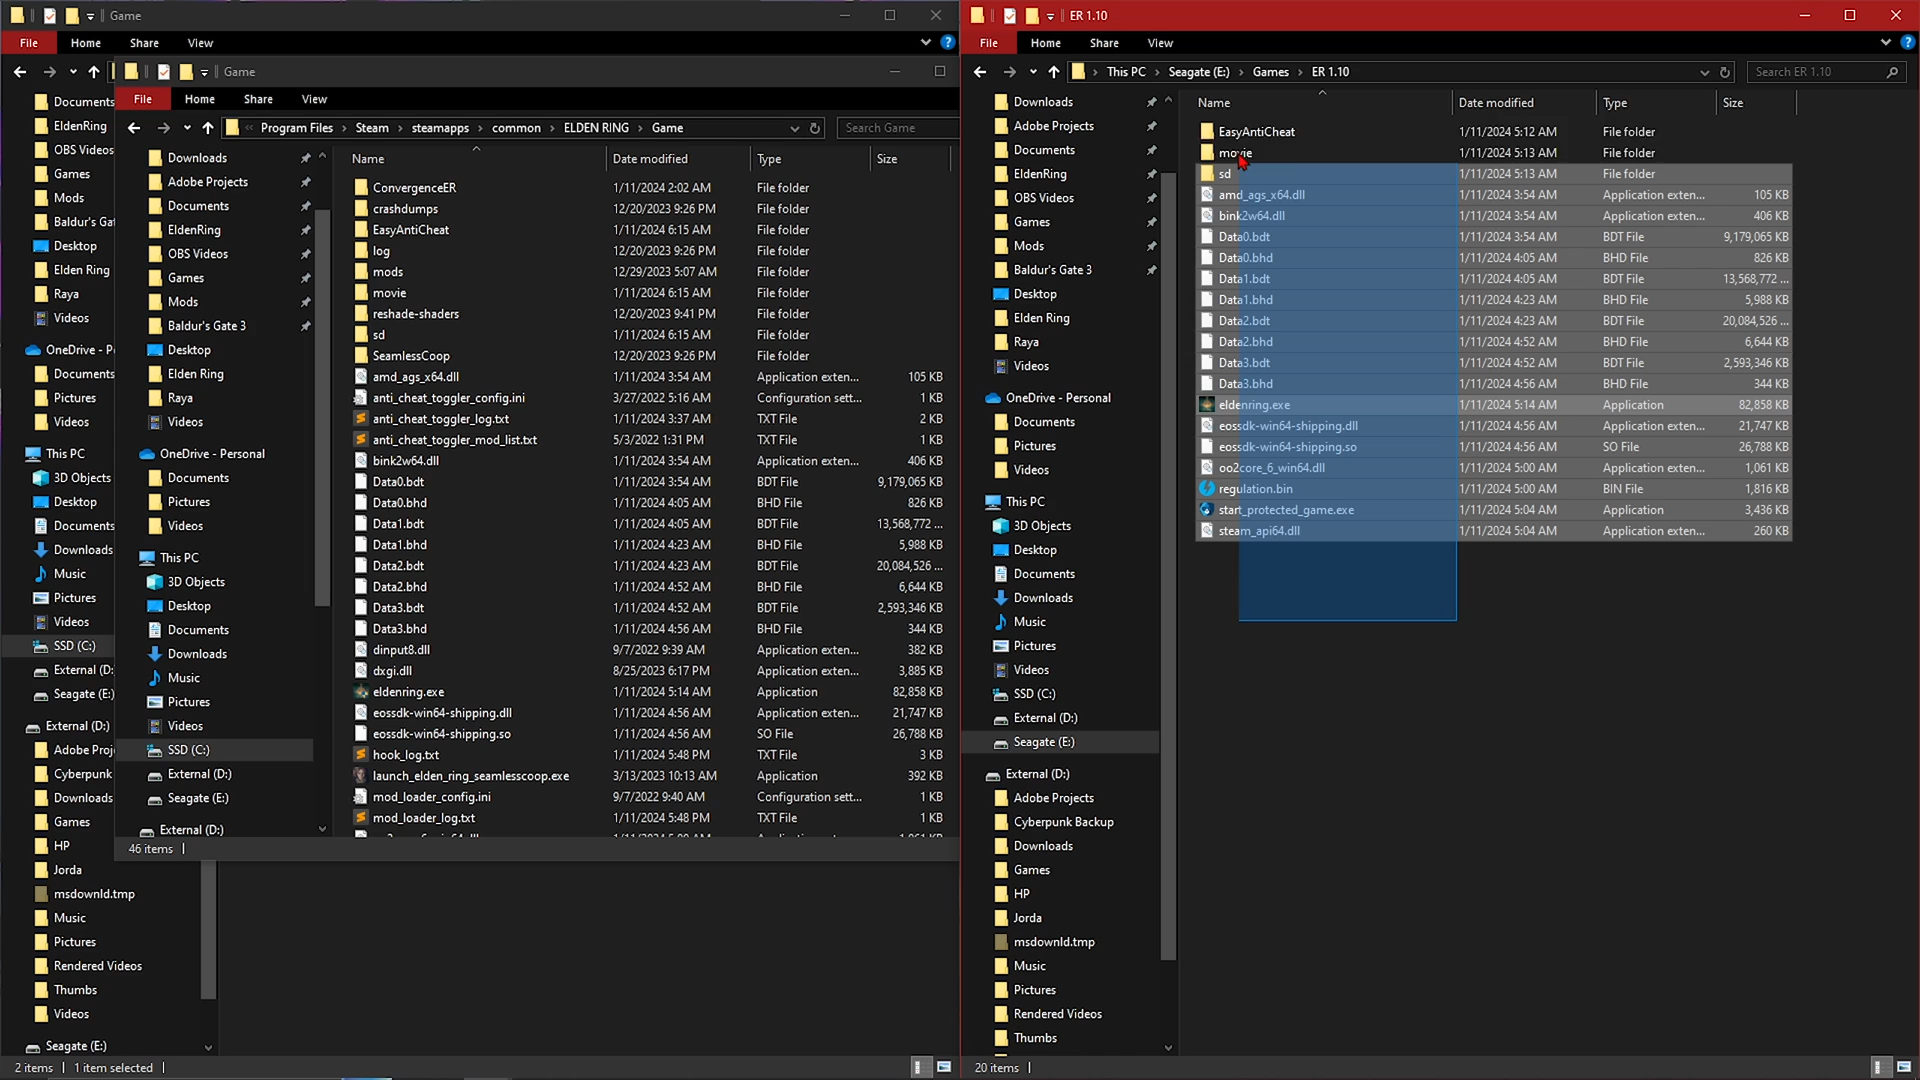 Game
File Home Share View
Documents
EldenRing
OBS Videos
Games
Mods
Baldur's Ga
Desktop
Elden Ring
Raya
Videos
OneDrive - P
Documents
Pictures
Videos
This PC
3D Objects
Desktop
Documents
Downloads
Music
Pictures
Videos
SSD (C:)
External (D:
Seagate (E:)
External (D:)
Adobe Proj
Cyberpunk
Downloads
Games
HP
Jorda
msdownld.tmp
Music
Pictures
Rendered Videos
Thumbs
Videos
Seagate (E:)
2 items 1 item selected
Game
File Home Share View
« Program Files > Steam > steamapps > common > ELDEN RING > Game
Search Game
Downloads
Adobe Projects
Documents
EldenRing
OBS Videos
Games
Mods
Baldur's Gate 3
Desktop
Elden Ring
Raya
Videos
OneDrive - Personal
Documents
Pictures
Videos
This PC
3D Objects
Desktop
Documents
Downloads
Music
Pictures
Videos
SSD (C:)
External (D:)
Seagate (E:)
External (D:)
Name Date modified Type Size
ConvergenceER 1/11/2024 2:02 AM File folder
crashdumps 12/20/2023 9:26 PM File folder
EasyAntiCheat 1/11/2024 6:15 AM File folder
log 12/20/2023 9:26 PM File folder
mods 12/29/2023 5:07 AM File folder
movie 1/11/2024 6:15 AM File folder
reshade-shaders 12/20/2023 9:41 PM File folder
sd 1/11/2024 6:15 AM File folder
SeamlessCoop 12/20/2023 9:26 PM File folder
amd_ags_x64.dll 1/11/2024 3:54 AM Application exten... 105 KB
anti_cheat_toggler_config.ini 3/27/2022 5:16 AM Configuration sett... 1 KB
anti_cheat_toggler_log.txt 1/11/2024 3:37 AM TXT File 2 KB
anti_cheat_toggler_mod_list.txt 5/3/2022 1:31 PM TXT File 1 KB
bink2w64.dll 1/11/2024 3:54 AM Application exten... 406 KB
Data0.bdt 1/11/2024 3:54 AM BDT File 9,179,065 KB
Data0.bhd 1/11/2024 4:05 AM BHD File 826 KB
Data1.bdt 1/11/2024 4:05 AM BDT File 13,568,772 ...
Data1.bhd 1/11/2024 4:23 AM BHD File 5,988 KB
Data2.bdt 1/11/2024 4:23 AM BDT File 20,084,526 ...
Data2.bhd 1/11/2024 4:52 AM BHD File 6,644 KB
Data3.bdt 1/11/2024 4:52 AM BDT File 2,593,346 KB
Data3.bhd 1/11/2024 4:56 AM BHD File 344 KB
dinput8.dll 9/7/2022 9:39 AM Application exten... 382 KB
dxgi.dll 8/25/2023 6:17 PM Application exten... 3,885 KB
eldenring.exe 1/11/2024 5:14 AM Application 82,858 KB
eossdk-win64-shipping.dll 1/11/2024 4:56 AM Application exten... 21,747 KB
eossdk-win64-shipping.so 1/11/2024 4:56 AM SO File 26,788 KB
hook_log.txt 1/11/2024 5:48 PM TXT File 3 KB
launch_elden_ring_seamlesscoop.exe 3/13/2023 10:13 AM Application 392 KB
mod_loader_config.ini 9/7/2022 9:40 AM Configuration sett... 1 KB
mod_loader_log.txt 1/11/2024 5:48 PM TXT File 1 KB
46 items
ER 1.10
File Home Share View
This PC > Seagate (E:) > Games > ER 1.10
Search ER 1.10
Downloads
Adobe Projects
Documents
EldenRing
OBS Videos
Games
Mods
Baldur's Gate 3
Desktop
Elden Ring
Raya
Videos
OneDrive - Personal
Documents
Pictures
Videos
This PC
3D Objects
Desktop
Documents
Downloads
Music
Pictures
Videos
SSD (C:)
External (D:)
Seagate (E:)
External (D:)
Adobe Projects
Cyberpunk Backup
Downloads
Games
HP
Jorda
msdownld.tmp
Music
Pictures
Rendered Videos
Thumbs
Name Date modified Type Size
EasyAntiCheat 1/11/2024 5:12 AM File folder
movie 1/11/2024 5:13 AM File folder
sd 1/11/2024 5:13 AM File folder
amd_ags_x64.dll 1/11/2024 3:54 AM Application exten... 105 KB
bink2w64.dll 1/11/2024 3:54 AM Application exten... 406 KB
Data0.bdt 1/11/2024 3:54 AM BDT File 9,179,065 KB
Data0.bhd 1/11/2024 4:05 AM BHD File 826 KB
Data1.bdt 1/11/2024 4:05 AM BDT File 13,568,772 ...
Data1.bhd 1/11/2024 4:23 AM BHD File 5,988 KB
Data2.bdt 1/11/2024 4:23 AM BDT File 20,084,526 ...
Data2.bhd 1/11/2024 4:52 AM BHD File 6,644 KB
Data3.bdt 1/11/2024 4:52 AM BDT File 2,593,346 KB
Data3.bhd 1/11/2024 4:56 AM BHD File 344 KB
eldenring.exe 1/11/2024 5:14 AM Application 82,858 KB
eossdk-win64-shipping.dll 1/11/2024 4:56 AM Application exten... 21,747 KB
eossdk-win64-shipping.so 1/11/2024 4:56 AM SO File 26,788 KB
oo2core_6_win64.dll 1/11/2024 5:00 AM Application exten... 1,061 KB
regulation.bin 1/11/2024 5:00 AM BIN File 1,816 KB
start_protected_game.exe 1/11/2024 5:04 AM Application 3,436 KB
steam_api64.dll 1/11/2024 5:04 AM Application exten... 260 KB
20 items